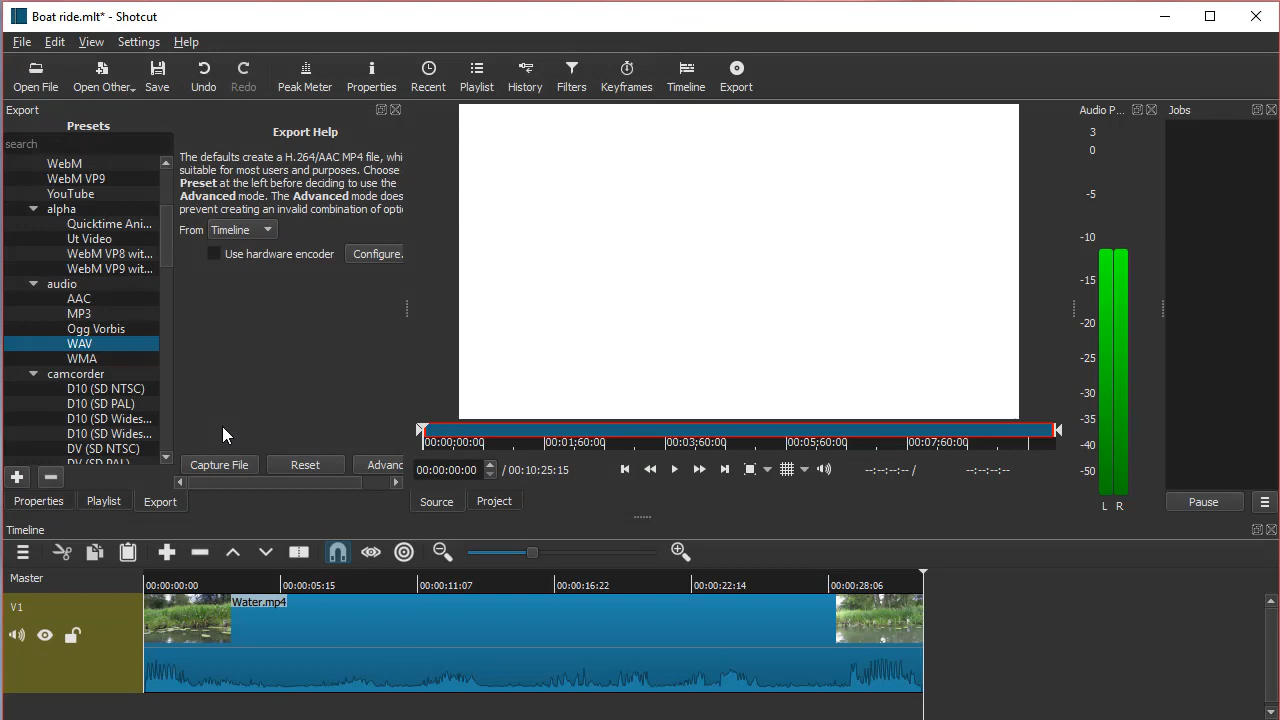 Boat ride.mlt* - Shotcut
File Edit View Settings Help
Open File Open Other... Save Undo Redo Peak Meter Properties Recent Playlist History Filters Keyframes Timeline Export
Export
Presets
search
WebM
WebM VP9
YouTube
alpha
Quicktime Ani...
Ut Video
WebM VP8 wit...
WebM VP9 wit...
audio
AAC
MP3
Ogg Vorbis
WAV
WMA
camcorder
D10 (SD NTSC)
D10 (SD PAL)
D10 (SD Wides...
D10 (SD Wides...
DV (SD NTSC)
DV (SD PAL)
Export Help
The defaults create a H.264/AAC MP4 file, whi
suitable for most users and purposes. Choose
Preset at the left before deciding to use the
Advanced mode. The Advanced mode does
prevent creating an invalid combination of optic
From Timeline
Use hardware encoder Configure.
Capture File Reset Advanc
Properties Playlist Export
00:00:00:00 00:01:60:00 00:03:60:00 00:05:60:00 00:07:60:00
00:00:00:00 / 00:10:25:15 --:--:--:-- / --:--:--:--
Source Project
Audio P...
3
0
-5
-10
-15
-20
-25
-30
-35
-40
-50
L R
Jobs
Pause
Timeline
Master
00:00:00:00 00:00:05:15 00:00:11:07 00:00:16:22 00:00:22:14 00:00:28:06
V1
Water.mp4